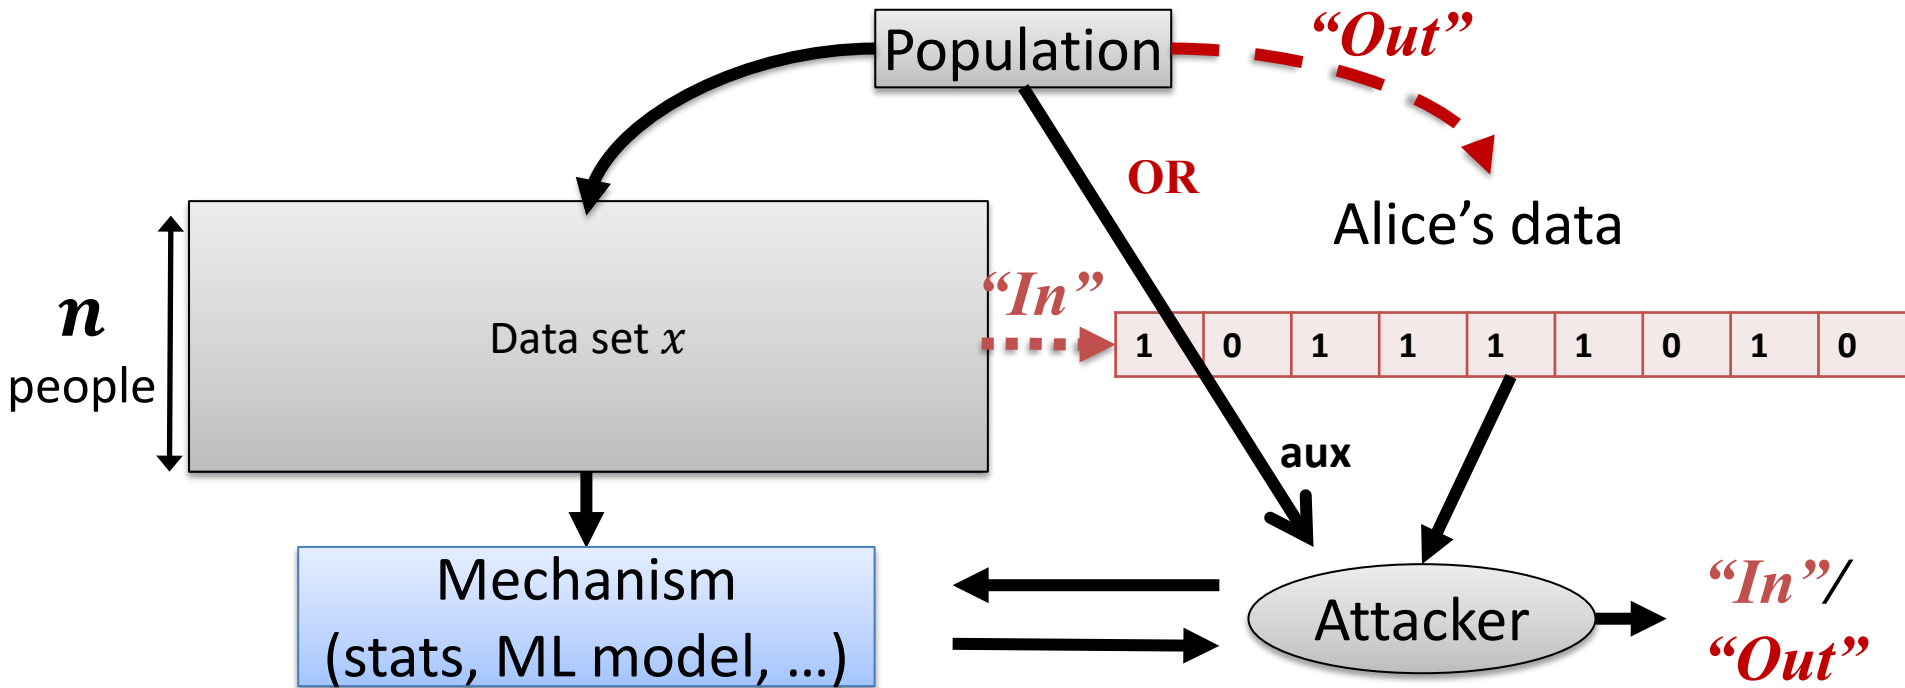 Population
“Out”
OR
Alice’s data
“In”
n
people
Data set x
1 0 1 1 1 1 0 1 0
aux
Mechanism
(stats, ML model, …)
Attacker
“In”/
“Out”